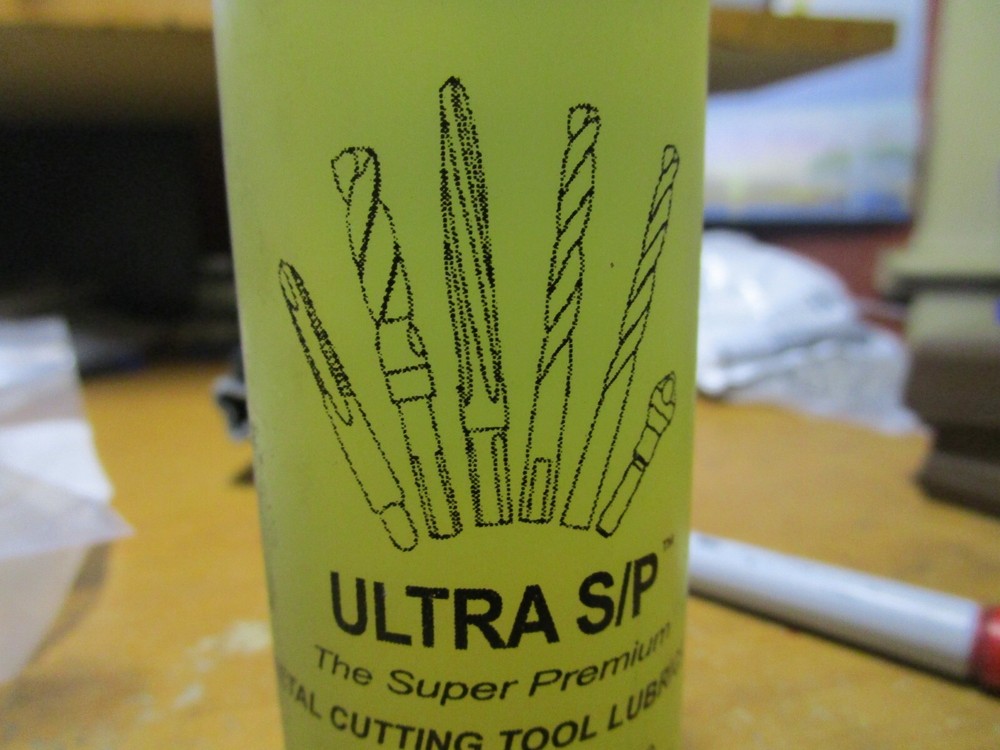 ULTRA S/P™
The Super Premium
CUTTING TOOL